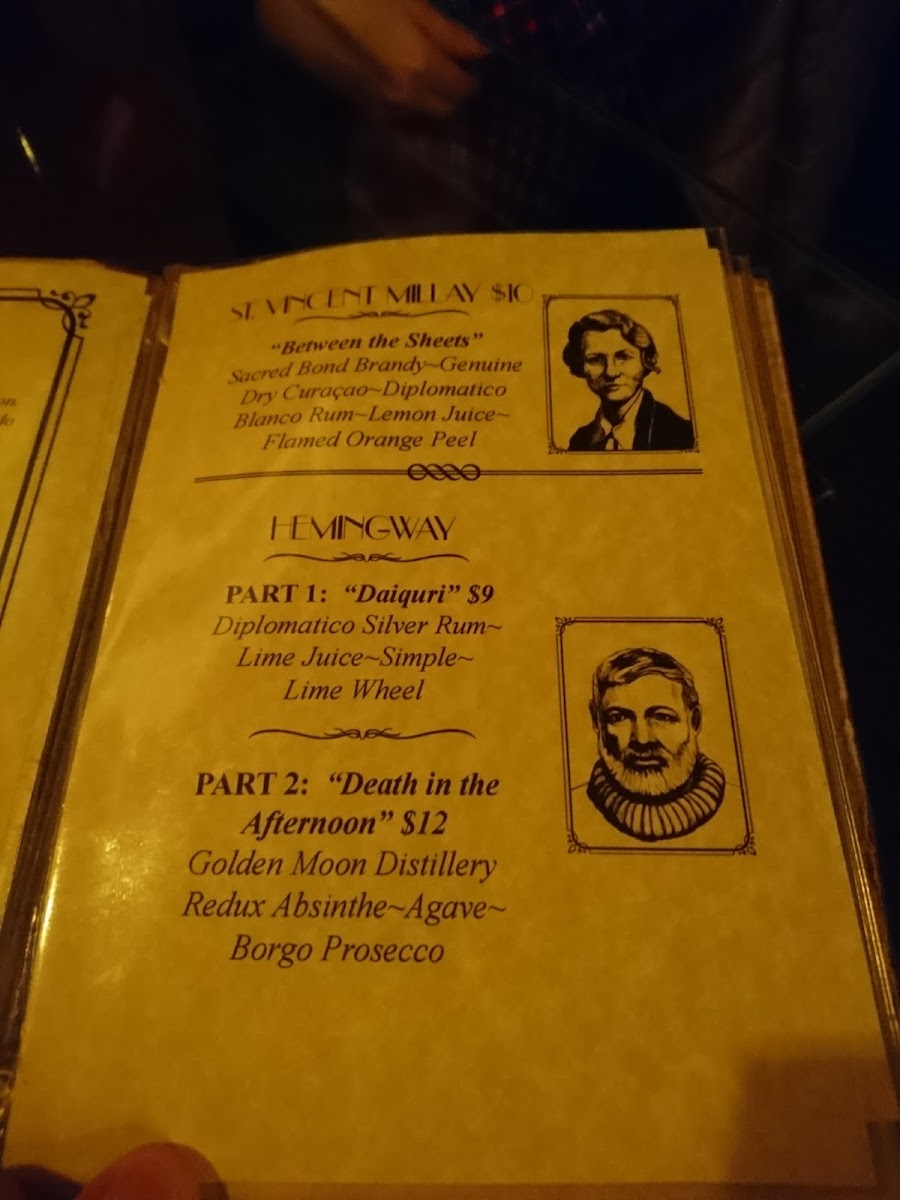 ST. VINCENT MILLAY $10
"Between the Sheets"
Sacred Bond Brandy~Genuine
Dry Curaçao~Diplomatico
Blanco Rum~Lemon Juice~
Flamed Orange Peel
HEMINGWAY
PART 1: "Daiquri" $9
Diplomatico Silver Rum~
Lime Juice~Simple~
Lime Wheel
PART 2: "Death in the
Afternoon" $12
Golden Moon Distillery
Redux Absinthe~Agave~
Borgo Prosecco